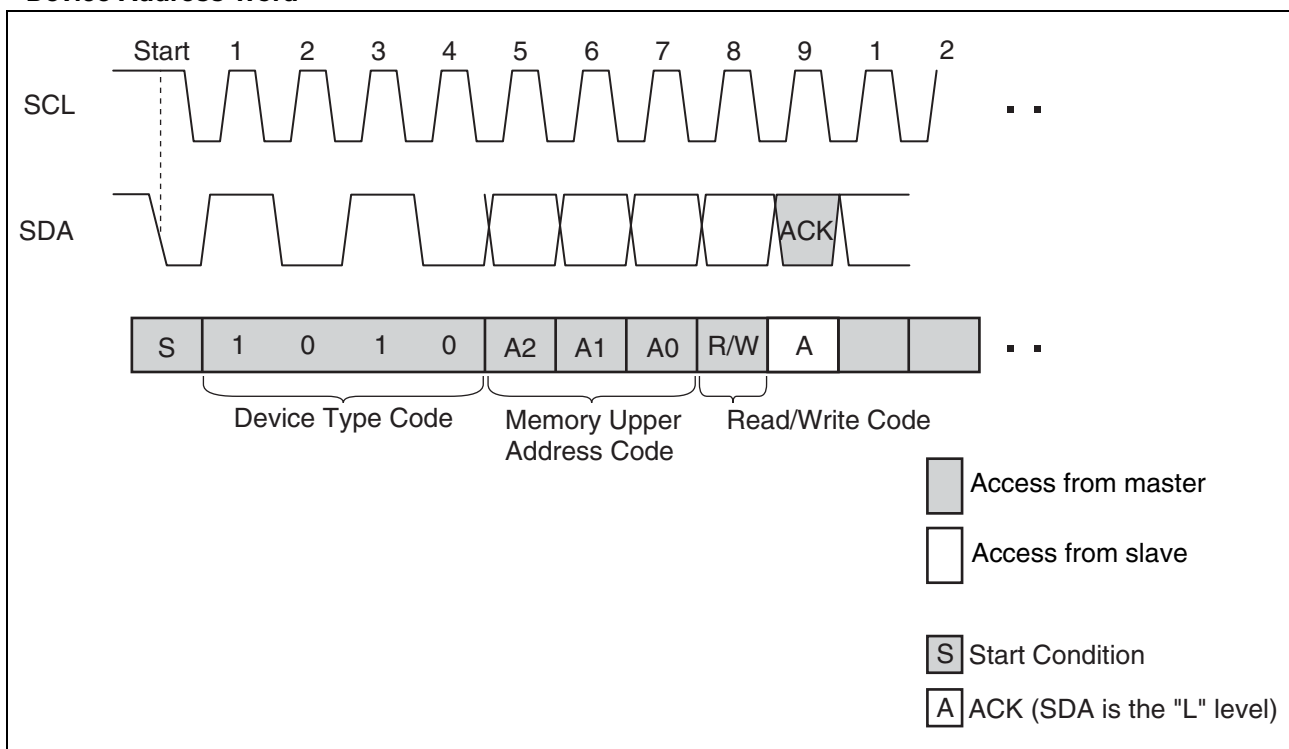 Device Address Word
Start 1 2 3 4 5 6 7 8 9 1 2
SCL
SDA
ACK
S 1 0 1 0 A2 A1 A0 R/W A
Device Type Code
Memory Upper
Address Code
Read/Write Code
Access from master
Access from slave
S Start Condition
A ACK (SDA is the "L" level)